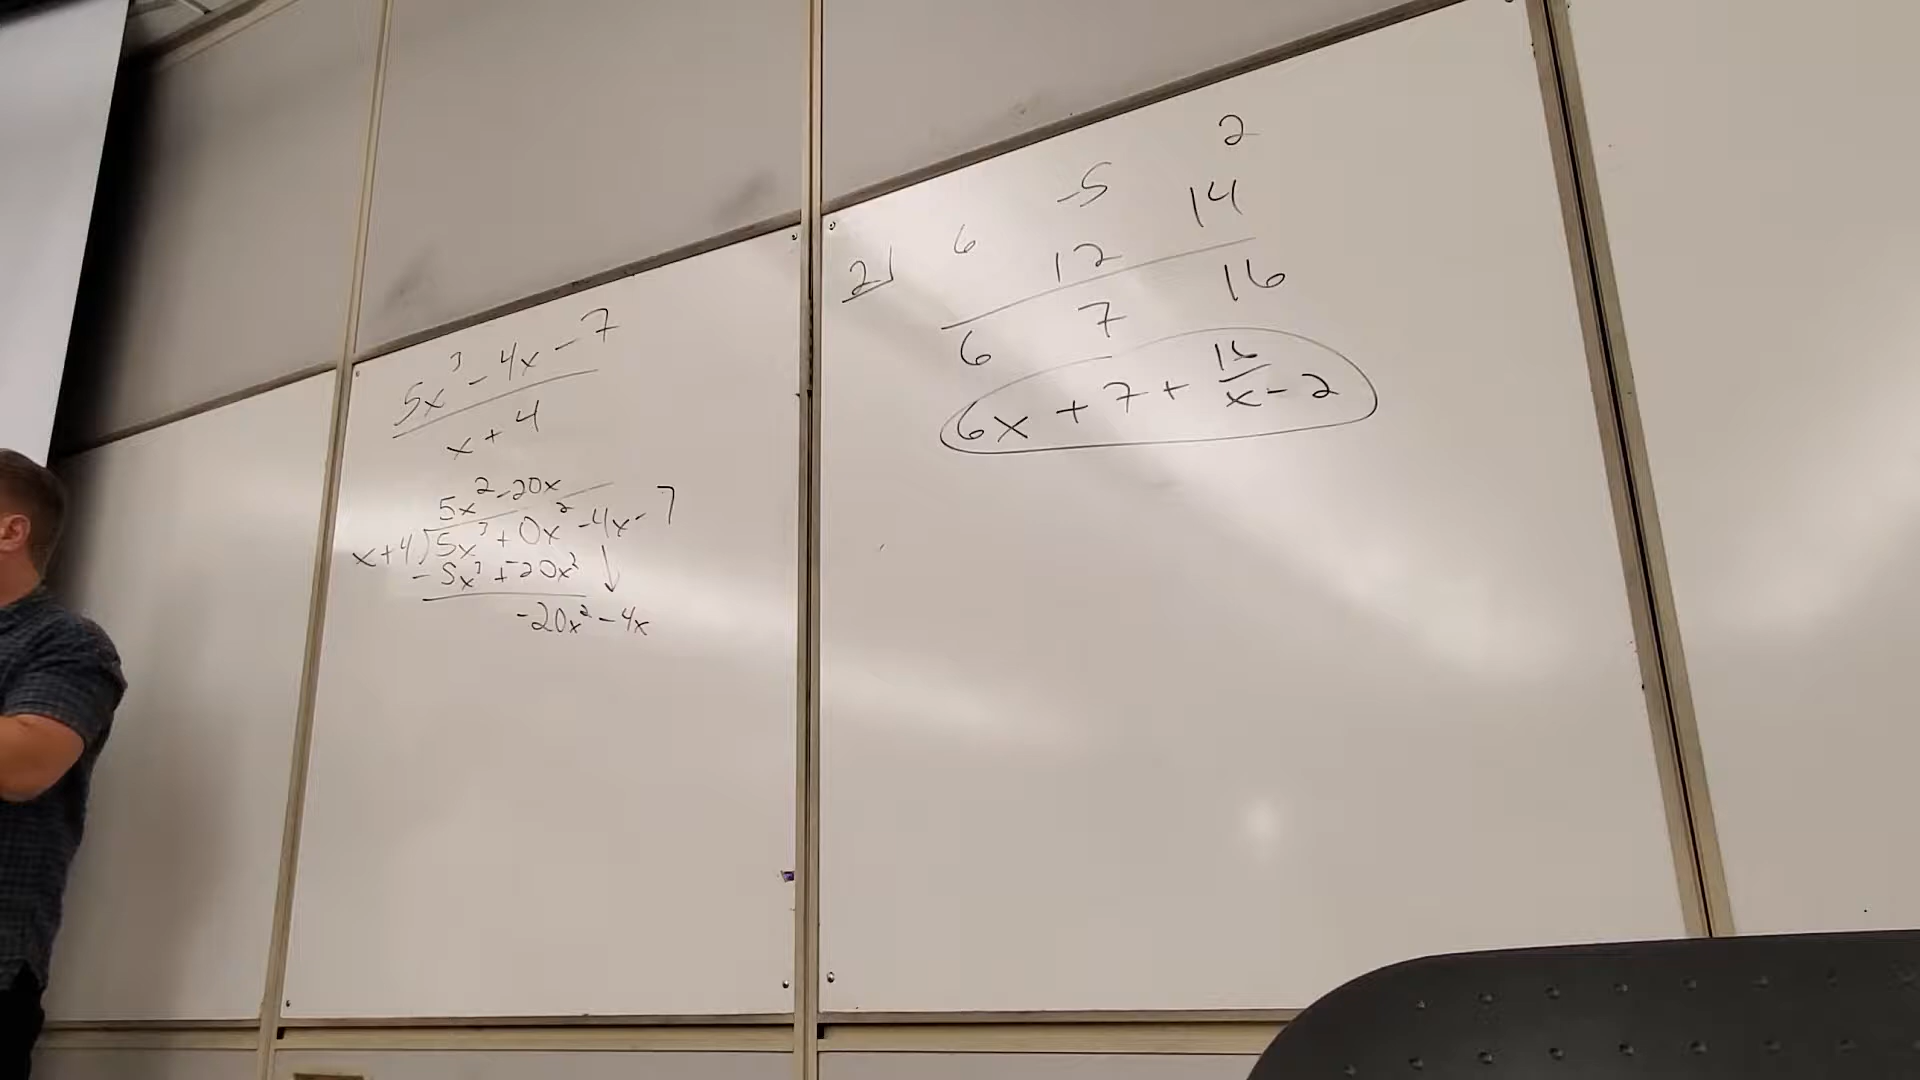 5x³ - 4x - 7
x + 4
5x² - 20x
x+4)5x³ + 0x² - 4x - 7
- 5x³ + -20x²
-20x² - 4x
2| 6 -5 2
12 14
6 7 16
6x + 7 + 16/x - 2